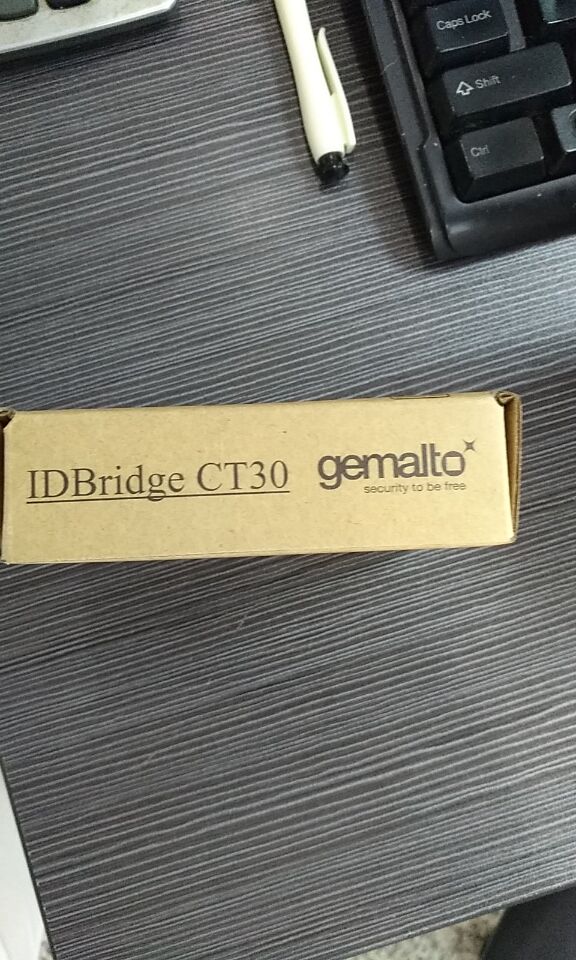 Caps Lock
Shift
Ctrl
IDBridge CT30
gemalto
security to be free